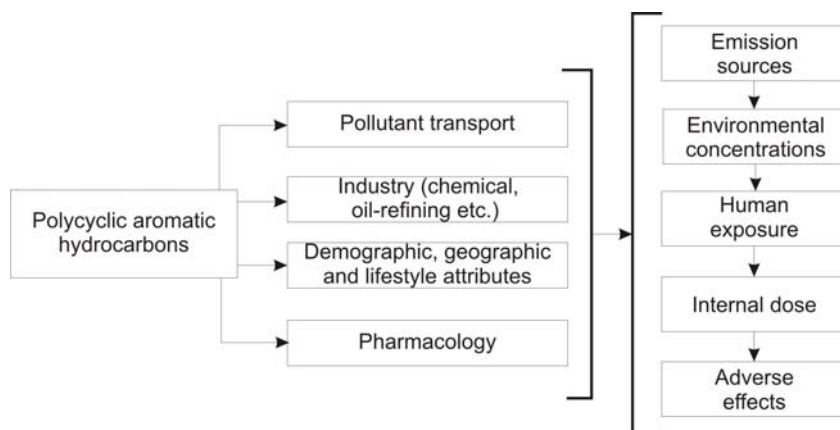 Polycyclic aromatic
hydrocarbons
Pollutant transport
Industry (chemical,
oil-refining etc.)
Demographic, geographic
and lifestyle attributes
Pharmacology
Emission
sources
Environmental
concentrations
Human
exposure
Internal dose
Adverse
effects